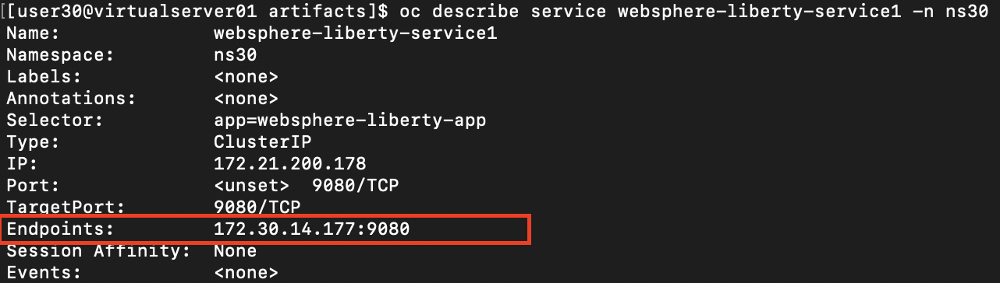 [[user30@virtualserver01 artifacts]$ oc describe service websphere-liberty-service1 -n ns30
Name: websphere-liberty-service1
Namespace: ns30
Labels: <none>
Annotations: <none>
Selector: app=websphere-liberty-app
Type: ClusterIP
IP: 172.21.200.178
Port: <unset> 9080/TCP
TargetPort: 9080/TCP
Endpoints: 172.30.14.177:9080
Session Affinity: None
Events: <none>